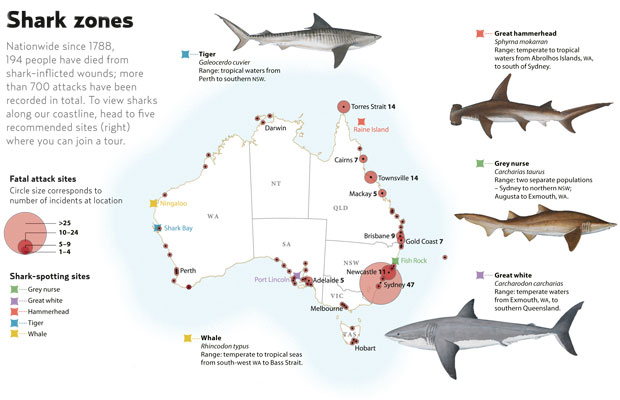 Shark zones
Nationwide since 1788,
194 people have died from
shark-inflicted wounds; more
than 700 attacks have been
recorded in total. To view sharks
along our coastline, head to five
recommended sites (right)
where you can join a tour.
Fatal attack sites
Circle size corresponds to
number of incidents at location
>25
10–24
5–9
1–4
Shark-spotting sites
Grey nurse
Great white
Hammerhead
Tiger
Whale
Tiger
Galeocerdo cuvier
Range: tropical waters from
Perth to southern NSW.
Great hammerhead
Sphyrna mokarran
Range: temperate to tropical
waters from Abrolhos Islands, WA,
to south of Sydney.
Grey nurse
Carcharias taurus
Range: two separate populations
– Sydney to northern NSW;
Augusta to Exmouth, WA.
Great white
Carcharodon carcharias
Range: temperate waters
from Exmouth, WA, to
southern Queensland.
Whale
Rhincodon typus
Range: temperate to tropical seas
from south-west WA to Bass Strait.
Torres Strait 14
Raine Island
Darwin
Cairns 7
Townsville 14
Mackay 5
NT
QLD
Ningaloo
WA
Shark Bay
SA
Brisbane 9
Gold Coast 7
NSW
Fish Rock
Perth
Port Lincoln
Adelaide 5
Newcastle 11
Sydney 47
VIC
Melbourne
TAS
Hobart